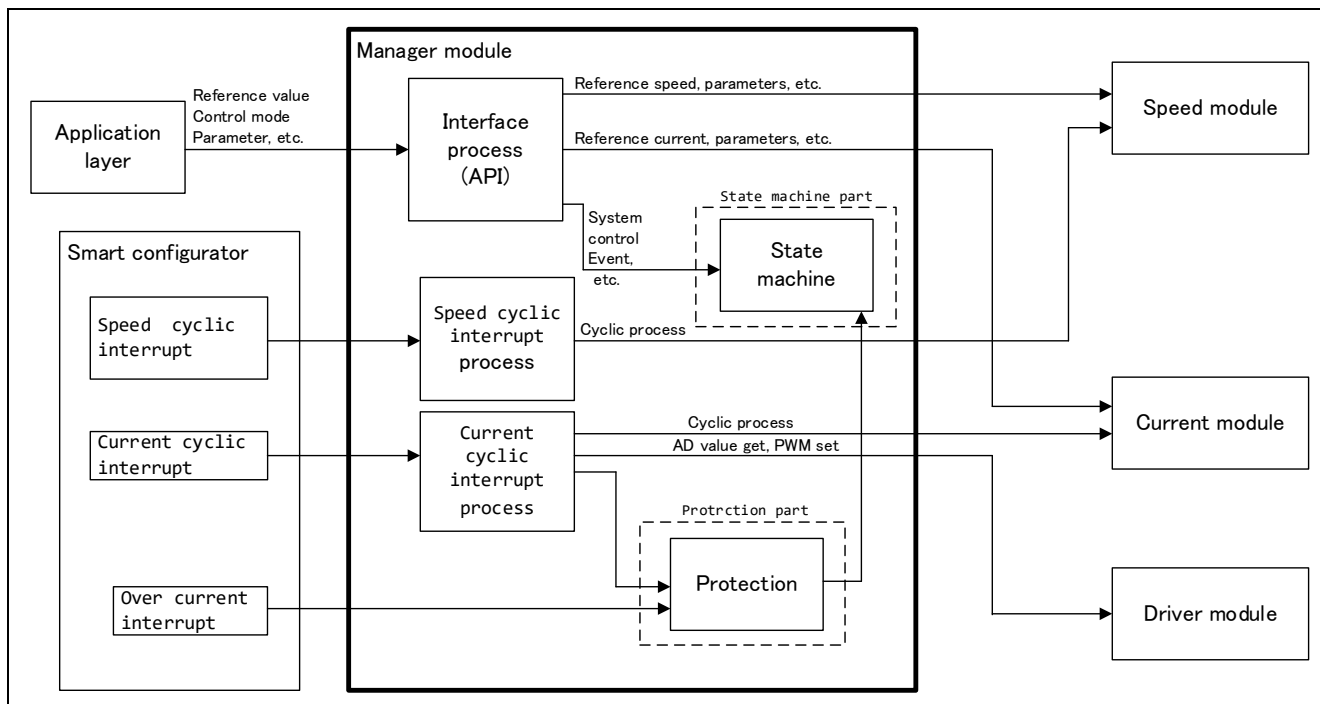 Manager module
Reference value
Control mode
Parameter, etc.
Application
layer
Interface
process
(API)
Reference speed, parameters, etc.
Reference current, parameters, etc.
Speed module
State machine part
System
control
Event,
etc.
State
machine
Smart configurator
Speed cyclic
interrupt
Speed cyclic
interrupt
process
Cyclic process
Current cyclic
interrupt
Current
cyclic
interrupt
process
Cyclic process
AD value get, PWM set
Current module
Protrction part
Protection
Over current
interrupt
Driver module